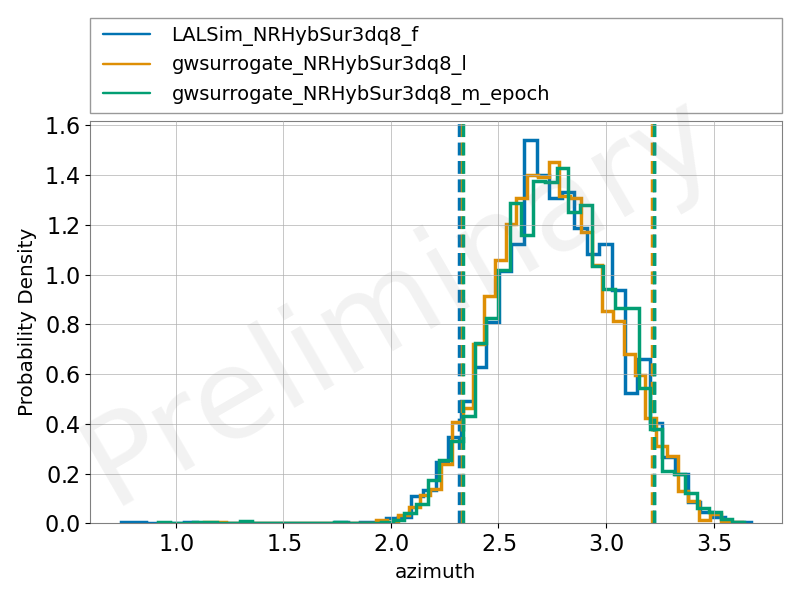 LALSim_NRHybSur3dq8_f
gwsurrogate_NRHybSur3dq8_l
gwsurrogate_NRHybSur3dq8_m_epoch
Preliminary
Probability Density
1.6
1.4
1.2
1.0
0.8
0.6
0.4
0.2
0.0
1.0 1.5 2.0 2.5 3.0 3.5
azimuth